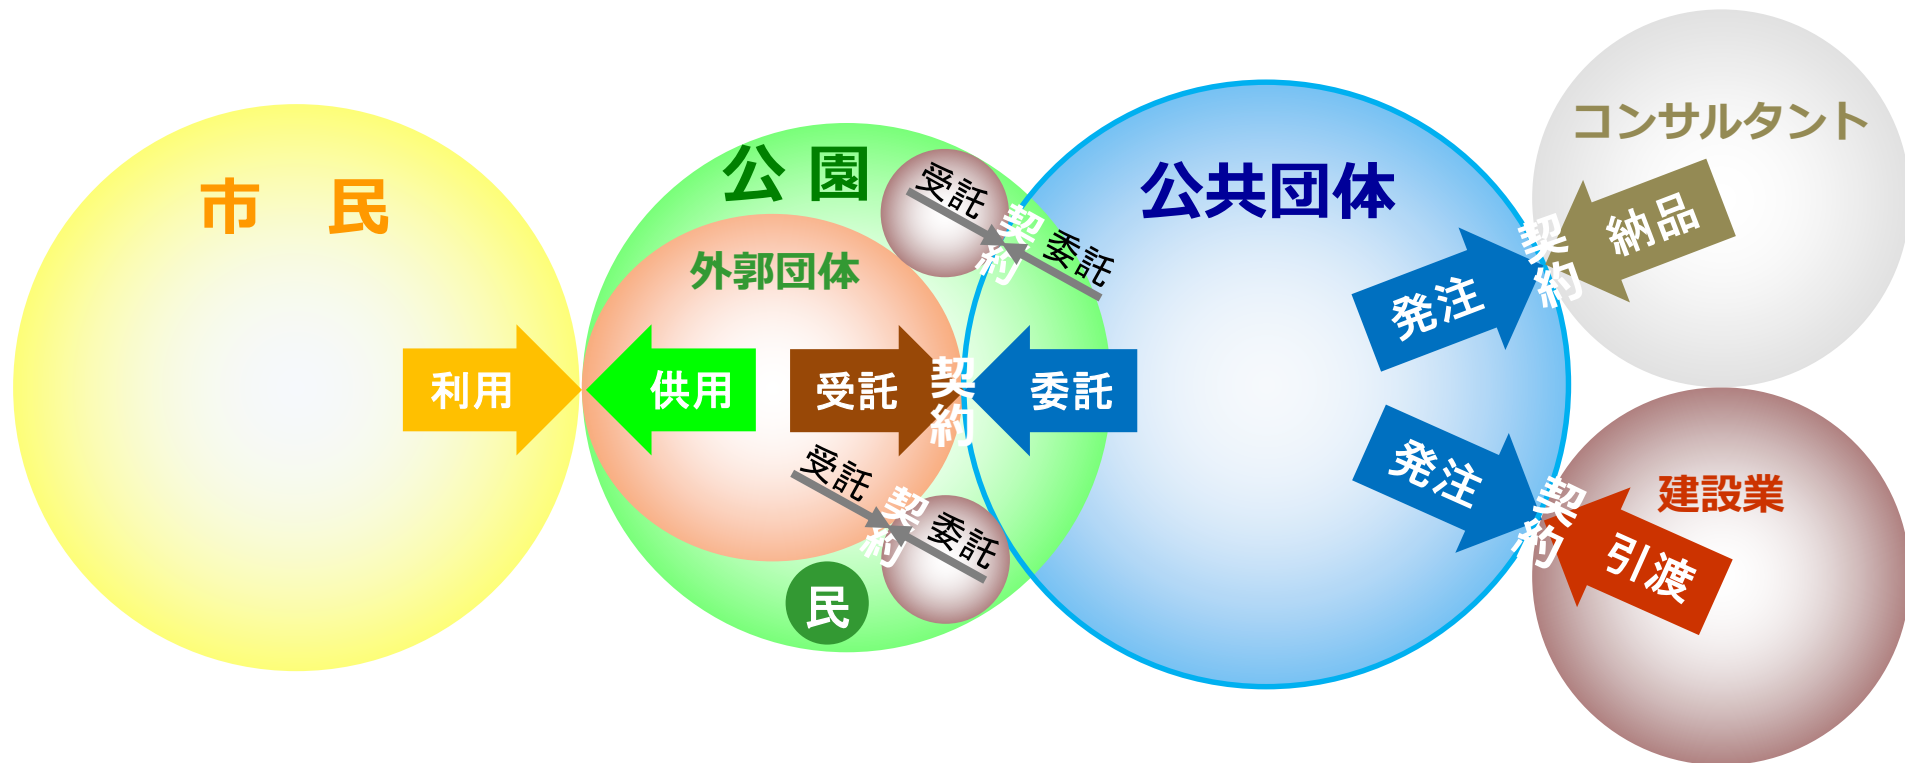 市　民
利用
公 園
外郭団体
供用
受託
契約
委託
受託
契約
委託
受託
契約
委託
民
公共団体
発注
契約
納品
コンサルタント
発注
契約
引渡
建設業